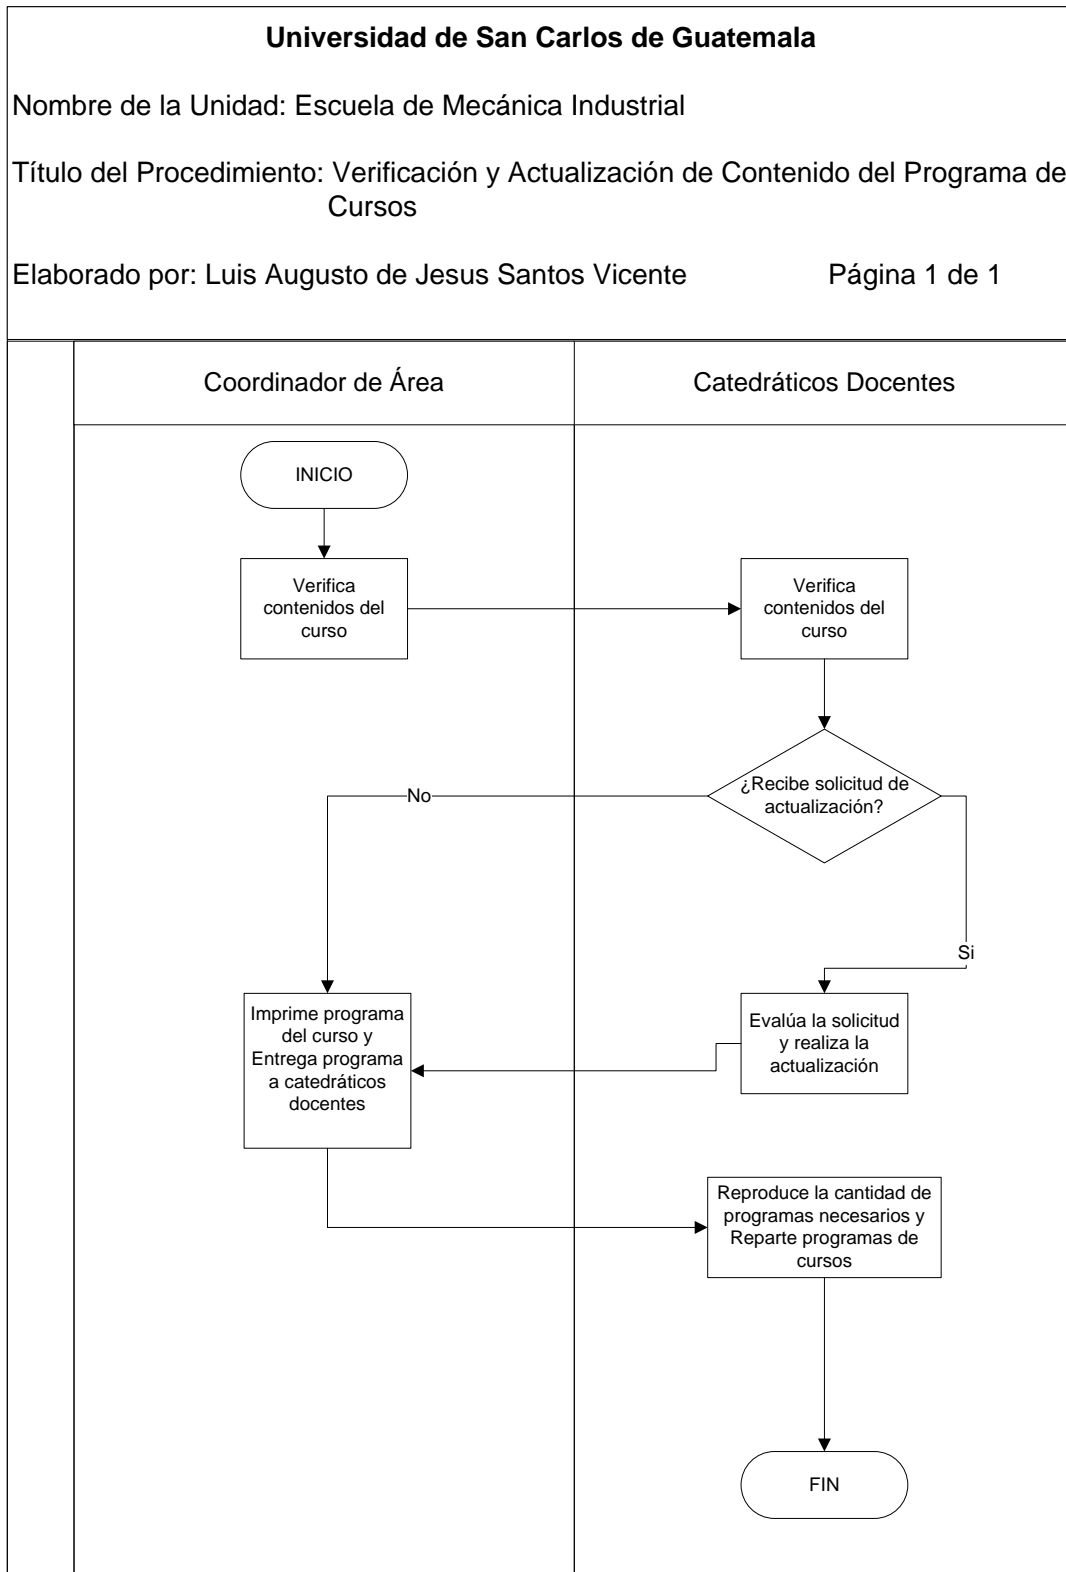 Universidad de San Carlos de Guatemala
Nombre de la Unidad: Escuela de Mecánica Industrial
Título del Procedimiento: Verificación y Actualización de Contenido del Programa de
Cursos
Elaborado por: Luis Augusto de Jesus Santos Vicente Página 1 de 1
Coordinador de Área
Catedráticos Docentes
INICIO
Verifica
contenidos del
curso
Verifica
contenidos del
curso
¿Recibe solicitud de
actualización?
No
Si
Imprime programa
del curso y
Entrega programa
a catedráticos
docentes
Evalúa la solicitud
y realiza la
actualización
Reproduce la cantidad de
programas necesarios y
Reparte programas de
cursos
FIN